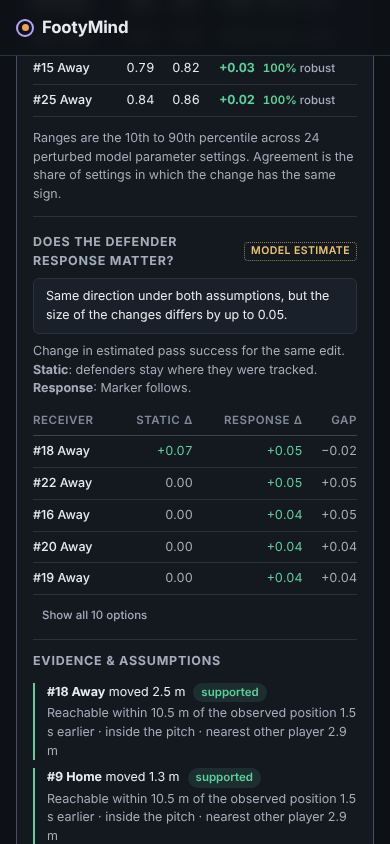 FootyMind
#15 Away 0.79 0.82 +0.03 100% robust
#25 Away 0.84 0.86 +0.02 100% robust
Ranges are the 10th to 90th percentile across 24
perturbed model parameter settings. Agreement is the
share of settings in which the change has the same
sign.
DOES THE DEFENDER
RESPONSE MATTER?
MODEL ESTIMATE
Same direction under both assumptions, but the
size of the changes differs by up to 0.05.
Change in estimated pass success for the same edit.
Static: defenders stay where they were tracked.
Response: Marker follows.
RECEIVER STATIC Δ RESPONSE Δ GAP
#18 Away +0.07 +0.05 −0.02
#22 Away 0.00 +0.05 +0.05
#16 Away 0.00 +0.04 +0.05
#20 Away 0.00 +0.04 +0.04
#19 Away 0.00 +0.04 +0.04
Show all 10 options
EVIDENCE & ASSUMPTIONS
#18 Away moved 2.5 m supported
Reachable within 10.5 m of the observed position 1.5
s earlier · inside the pitch · nearest other player 2.9
m
#9 Home moved 1.3 m supported
Reachable within 10.5 m of the observed position 1.5
s earlier · inside the pitch · nearest other player 2.9
m